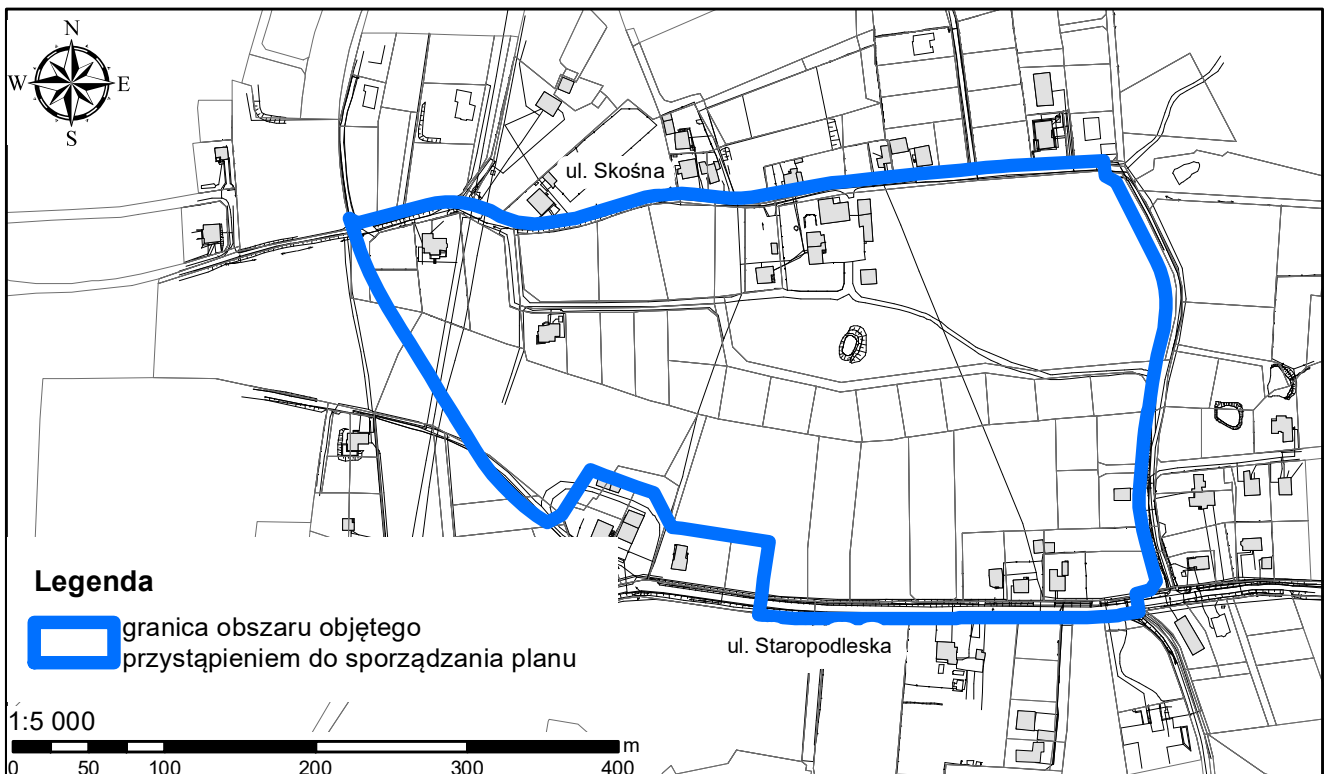 N
W E
S
ul. Skośna
ul. Staropodleska
Legenda
granica obszaru objętego
przystąpieniem do sporządzania planu
1:5 000
m
0 50 100 200 300 400